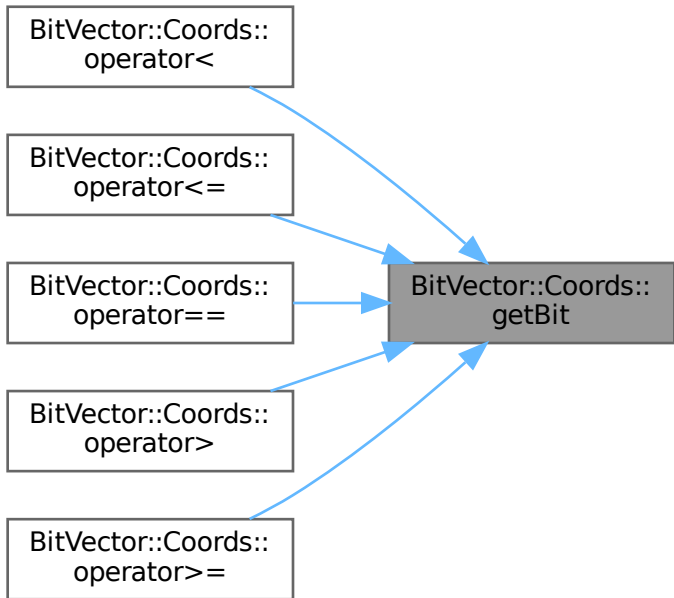 BitVector::Coords::
operator<
BitVector::Coords::
operator<=
BitVector::Coords::
operator==
BitVector::Coords::
getBit
BitVector::Coords::
operator>
BitVector::Coords::
operator>=